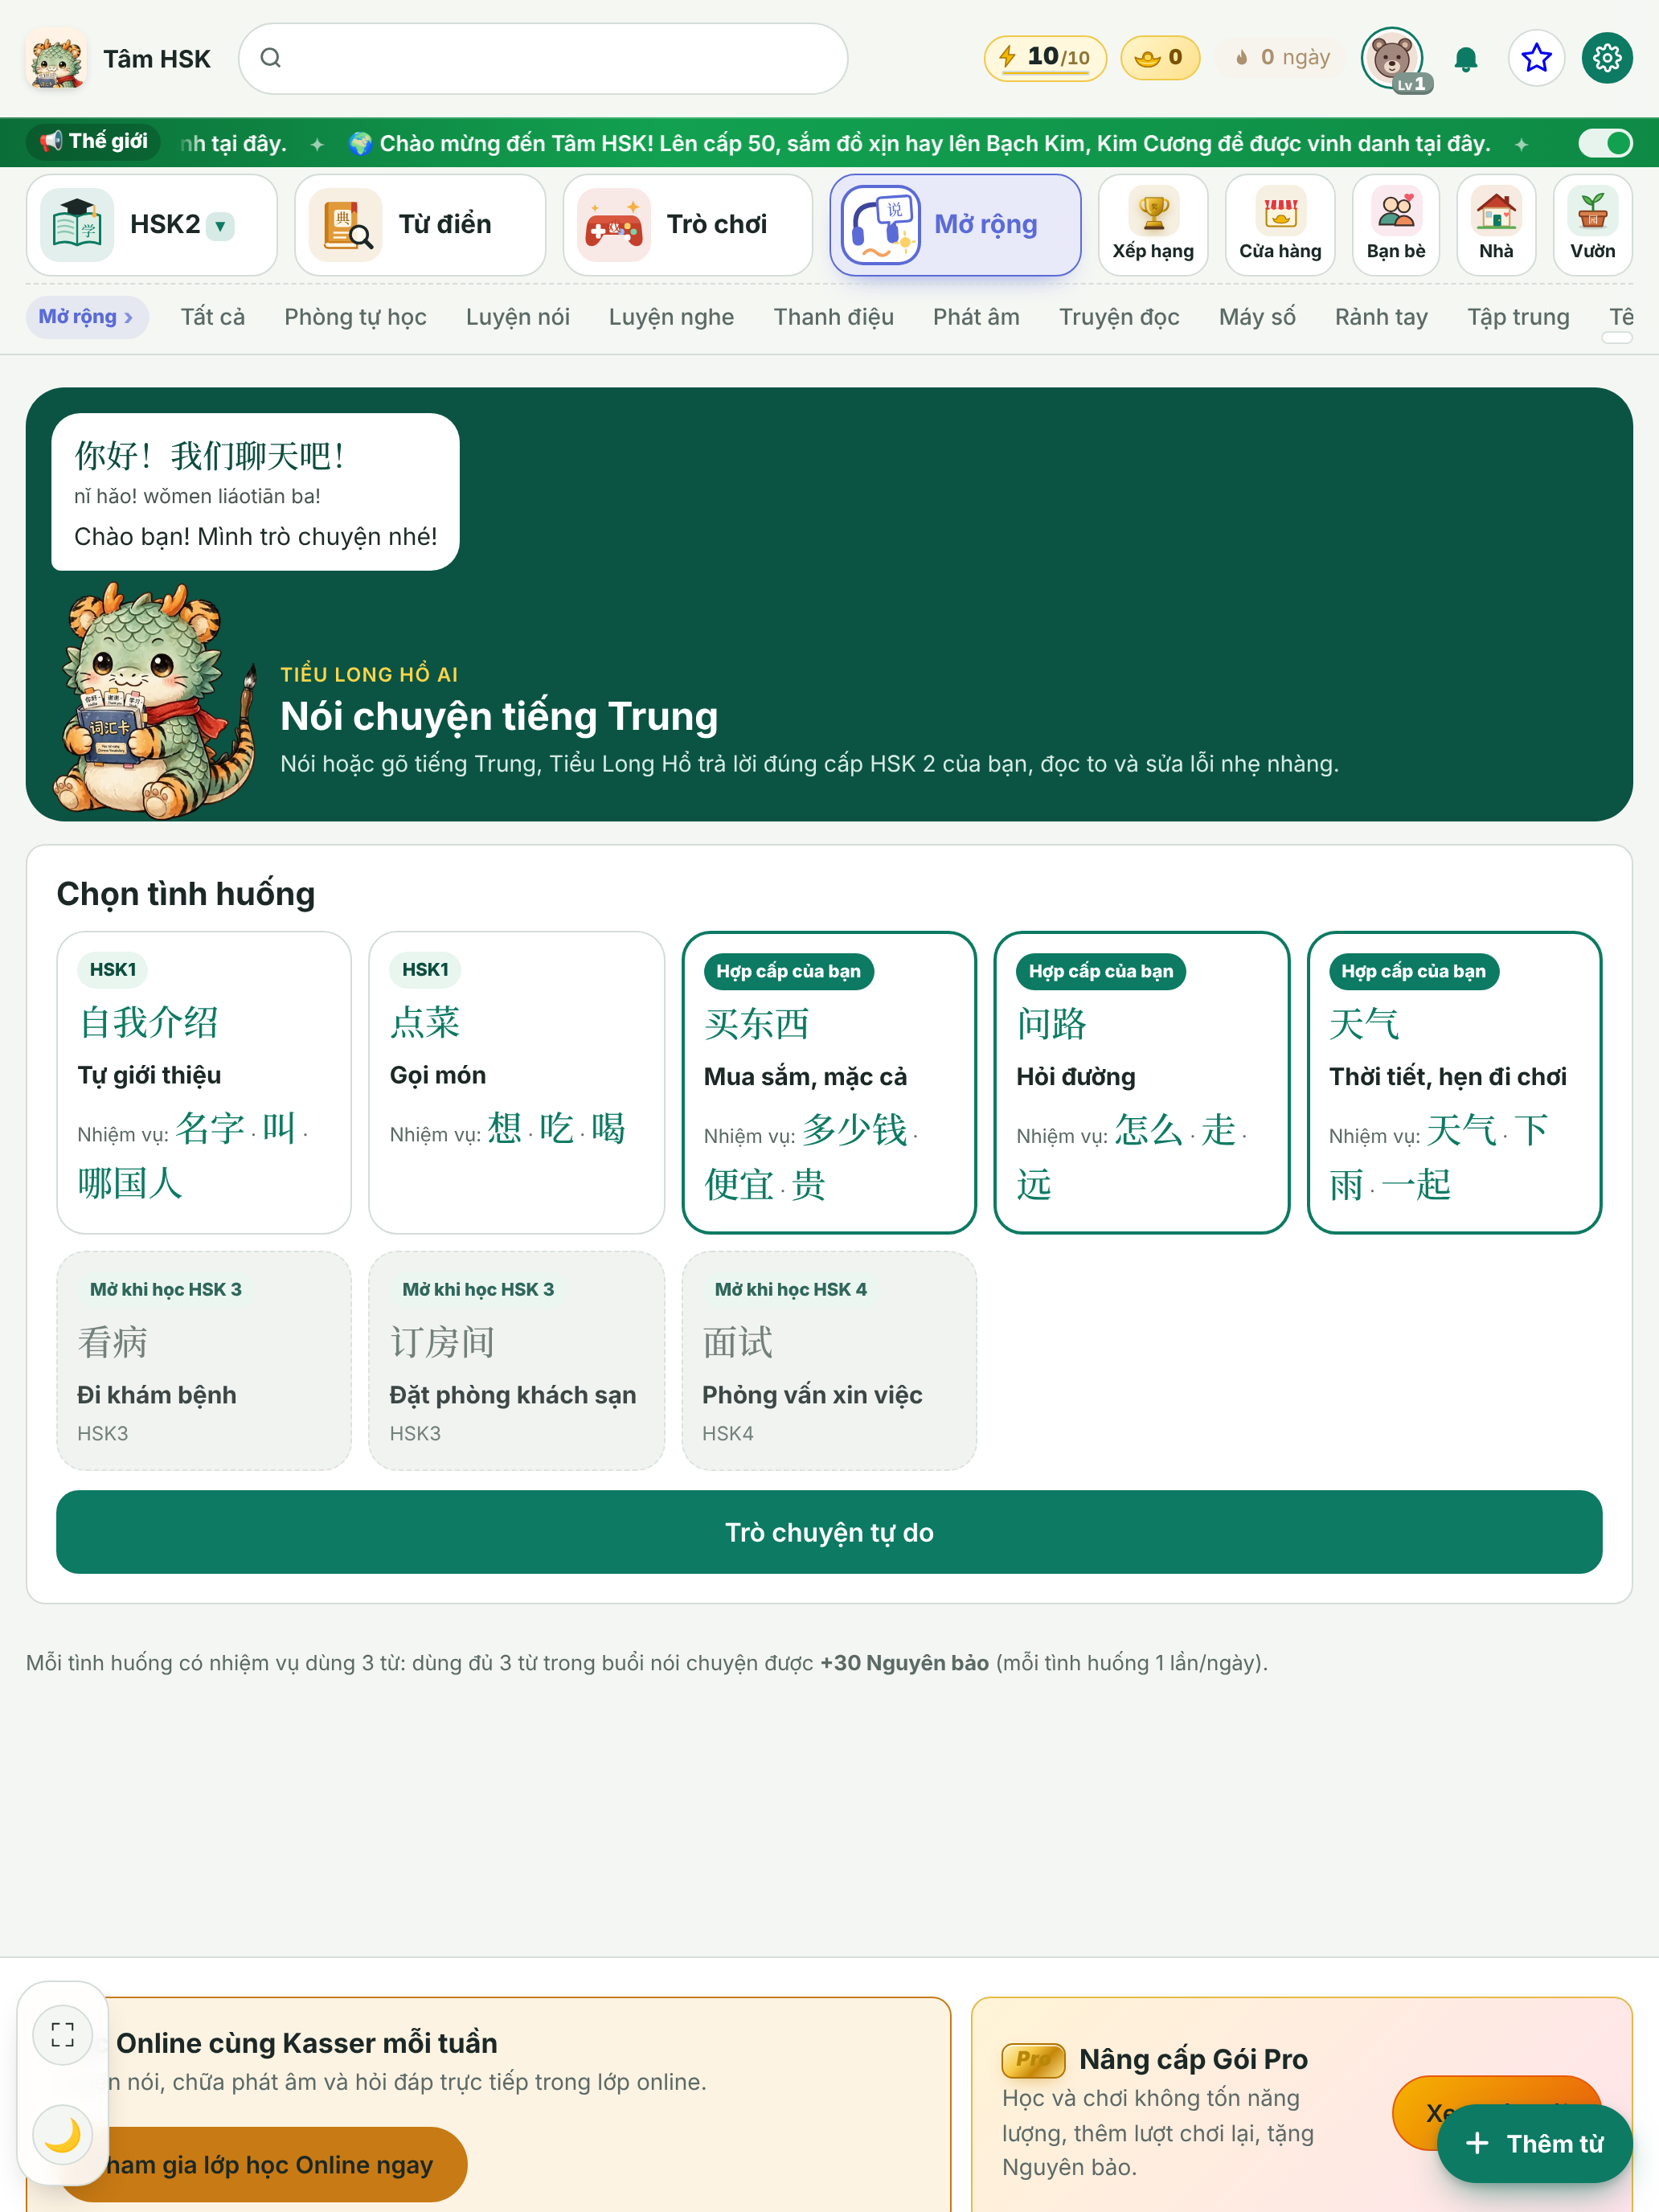 Tâm HSK
10/10
0
0 ngày
Lv 1
📢 Thế giới
nh tại đây. ✦ 🌍 Chào mừng đến Tâm HSK! Lên cấp 50, sắm đồ xịn hay lên Bạch Kim, Kim Cương để được vinh danh tại đây. ✦
HSK2 ▼
Từ điển
Trò chơi
Mở rộng
Xếp hạng
Cửa hàng
Bạn bè
Nhà
Vườn
Mở rộng ›
Tất cả
Phòng tự học
Luyện nói
Luyện nghe
Thanh điệu
Phát âm
Truyện đọc
Máy số
Rảnh tay
Tập trung
Tê
你好！我们聊天吧！
nǐ hǎo! wǒmen liáotiān ba!
Chào bạn! Mình trò chuyện nhé!
词汇卡
TIỂU LONG HỔ AI
Nói chuyện tiếng Trung
Nói hoặc gõ tiếng Trung, Tiểu Long Hổ trả lời đúng cấp HSK 2 của bạn, đọc to và sửa lỗi nhẹ nhàng.
Chọn tình huống
HSK1
自我介绍
Tự giới thiệu
Nhiệm vụ: 名字 · 叫 ·
哪国人
HSK1
点菜
Gọi món
Nhiệm vụ: 想 · 吃 · 喝
Hợp cấp của bạn
买东西
Mua sắm, mặc cả
Nhiệm vụ: 多少钱 ·
便宜 · 贵
Hợp cấp của bạn
问路
Hỏi đường
Nhiệm vụ: 怎么 · 走 ·
远
Hợp cấp của bạn
天气
Thời tiết, hẹn đi chơi
Nhiệm vụ: 天气 · 下
雨 · 一起
Mở khi học HSK 3
看病
Đi khám bệnh
HSK3
Mở khi học HSK 3
订房间
Đặt phòng khách sạn
HSK3
Mở khi học HSK 4
面试
Phỏng vấn xin việc
HSK4
Trò chuyện tự do
Mỗi tình huống có nhiệm vụ dùng 3 từ: dùng đủ 3 từ trong buổi nói chuyện được +30 Nguyên bảo (mỗi tình huống 1 lần/ngày).
Online cùng Kasser mỗi tuần
n nói, chữa phát âm và hỏi đáp trực tiếp trong lớp online.
ham gia lớp học Online ngay
Pro
Nâng cấp Gói Pro
Học và chơi không tốn năng
lượng, thêm lượt chơi lại, tặng
Nguyên bảo.
Xe
+ Thêm từ